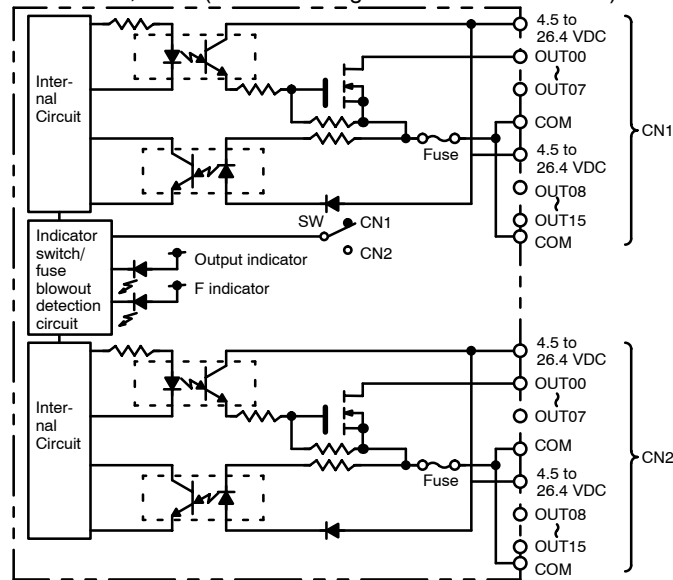 4.5 to
26.4 VDC
OUT00
~
OUT07
COM
4.5 to
26.4 VDC
OUT08
~
OUT15
COM
CN1
Inter-
nal
Circuit
Fuse
SW
CN1
CN2
Indicator
switch/
fuse
blowout
detection
circuit
Output indicator
F indicator
4.5 to
26.4 VDC
OUT00
~
OUT07
COM
4.5 to
26.4 VDC
OUT08
~
OUT15
COM
CN2
Inter-
nal
Circuit
Fuse